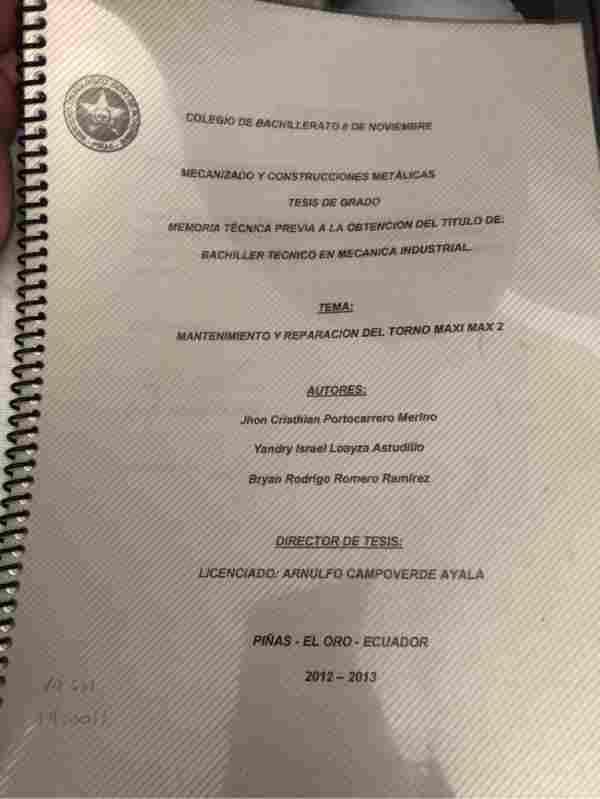 COLEGIO DE BACHILLERATO 8 DE NOVIEMBRE
MECANIZADO Y CONSTRUCCIONES METÁLICAS
TESIS DE GRADO
MEMORIA TÉCNICA PREVIA A LA OBTENCION DEL TITULO DE:
BACHILLER TECNICO EN MECANICA INDUSTRIAL.
TEMA:
MANTENIMIENTO Y REPARACION DEL TORNO MAXI MAX 2
AUTORES:
Jhon Cristhian Portocarrero Merino
Yandry Israel Loayza Astudillo
Bryan Rodrigo Romero Ramírez
DIRECTOR DE TESIS:
LICENCIADO: ARNULFO CAMPOVERDE AYALA
PIÑAS - EL ORO - ECUADOR
2012 – 2013